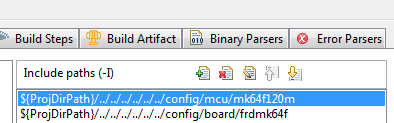 Build Steps Build Artifact Binary Parsers Error Parsers
Include paths (-I)
${ProjDirPath}/../../../../../../config/mcu/mk64f120m
${ProjDirPath}/../../../../../../config/board/frdmk64f